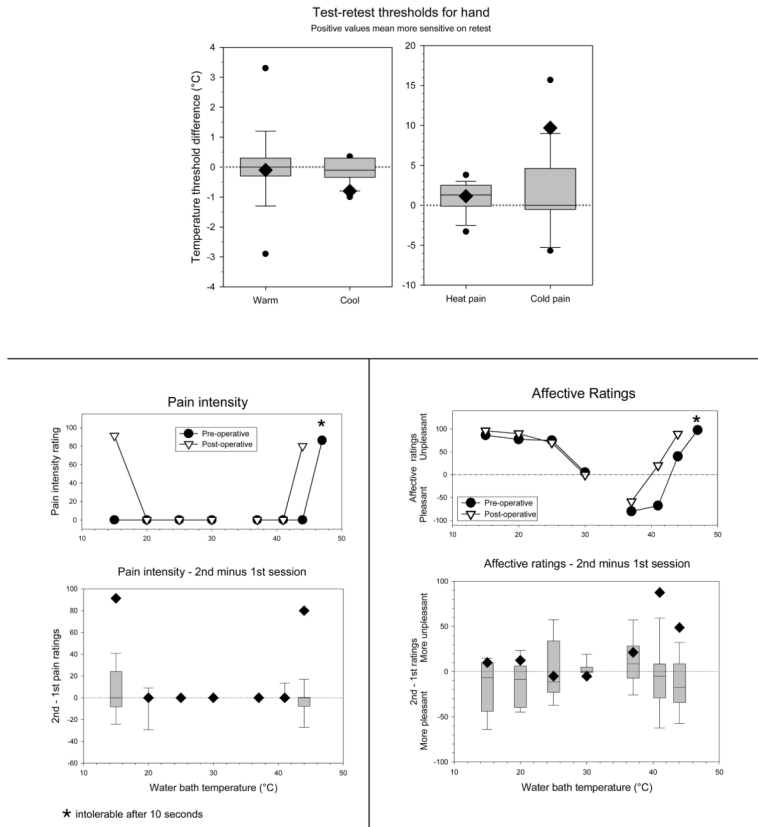 Test-retest thresholds for hand
Positive values mean more sensitive on retest
Temperature threshold difference (°C)
4
3
2
1
0
-1
-2
-3
-4
Warm
Cool
20
15
10
5
0
-5
-10
Heat pain
Cold pain
Pain intensity
Pain intensity rating
100
80
60
40
20
0
*
Pre-operative
Post-operative
10
20
30
40
50
Pain intensity - 2nd minus 1st session
2nd - 1st pain ratings
100
80
60
40
20
0
-20
-40
-60
10
20
30
40
50
Water bath temperature (°C)
* intolerable after 10 seconds
Affective Ratings
Affective ratings
Pleasant Unpleasant
100
50
0
-50
-100
*
Pre-operative
Post-operative
10
20
30
40
50
Affective ratings - 2nd minus 1st session
2nd - 1st ratings
More pleasant More unpleasant
100
50
0
-50
-100
10
20
30
40
50
Water bath temperature (°C)